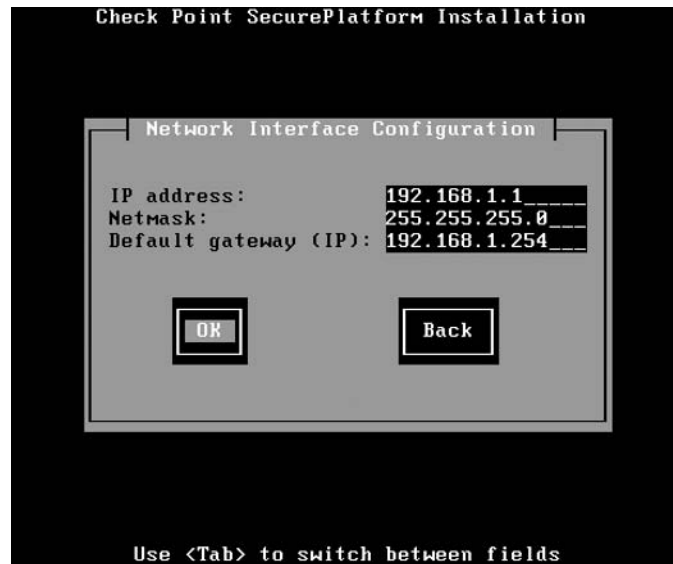 Check Point SecurePlatform Installation
Network Interface Configuration
IP address: 192.168.1.1_____
Netmask: 255.255.255.0___
Default gateway (IP): 192.168.1.254___
OK Back
Use <Tab> to switch between fields